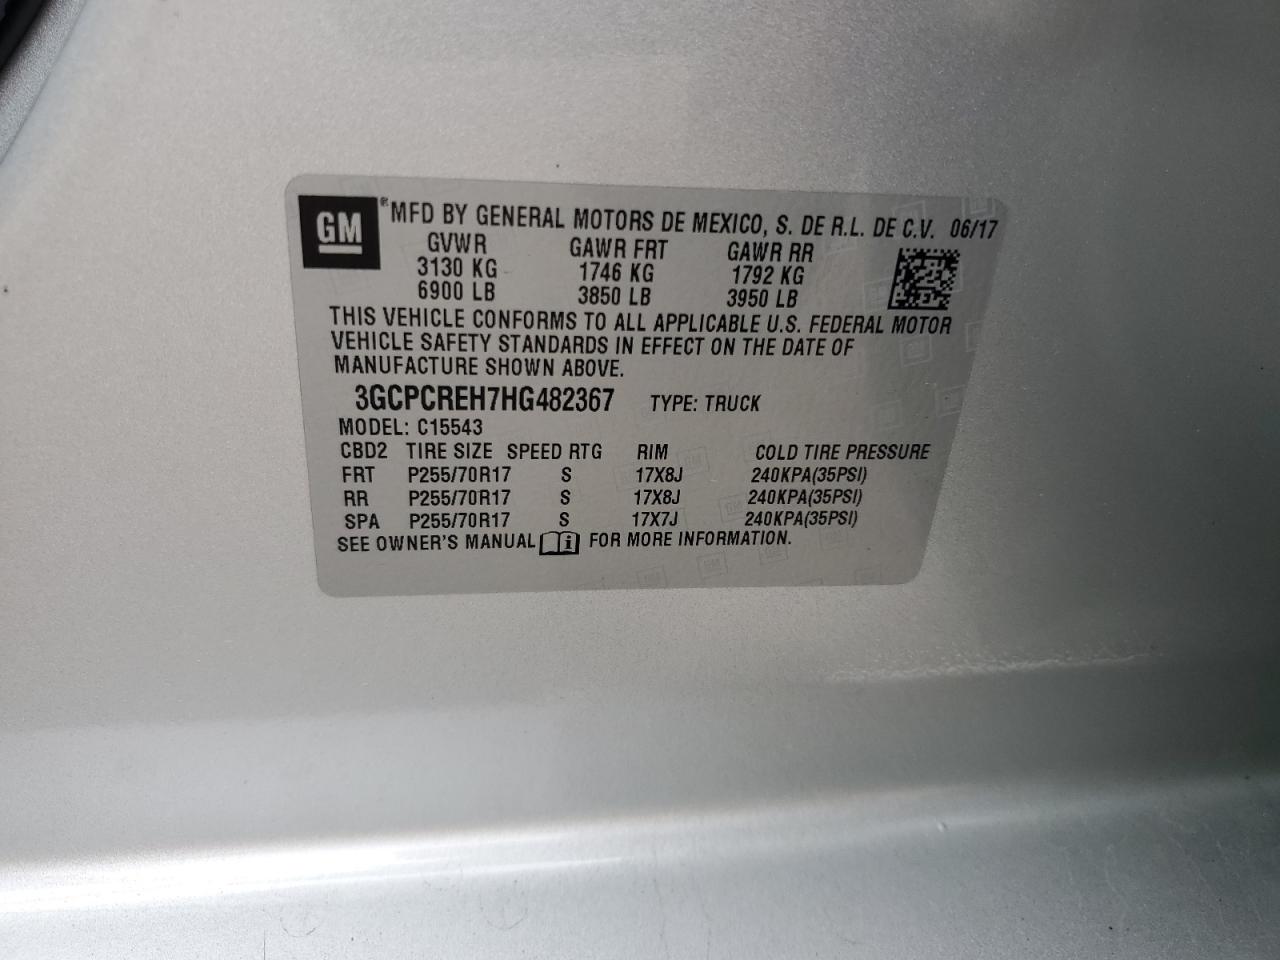 GM ® MFD BY GENERAL MOTORS DE MEXICO, S. DE R.L. DE C.V. 06/17
GVWR GAWR FRT GAWR RR
3130 KG 1746 KG 1792 KG
6900 LB 3850 LB 3950 LB
THIS VEHICLE CONFORMS TO ALL APPLICABLE U.S. FEDERAL MOTOR
VEHICLE SAFETY STANDARDS IN EFFECT ON THE DATE OF
MANUFACTURE SHOWN ABOVE.
3GCPCREH7HG482367 TYPE: TRUCK
MODEL: C15543
CBD2 TIRE SIZE SPEED RTG RIM COLD TIRE PRESSURE
FRT P255/70R17 S 17X8J 240KPA(35PSI)
RR P255/70R17 S 17X8J 240KPA(35PSI)
SPA P255/70R17 S 17X7J 240KPA(35PSI)
SEE OWNER'S MANUAL i FOR MORE INFORMATION.